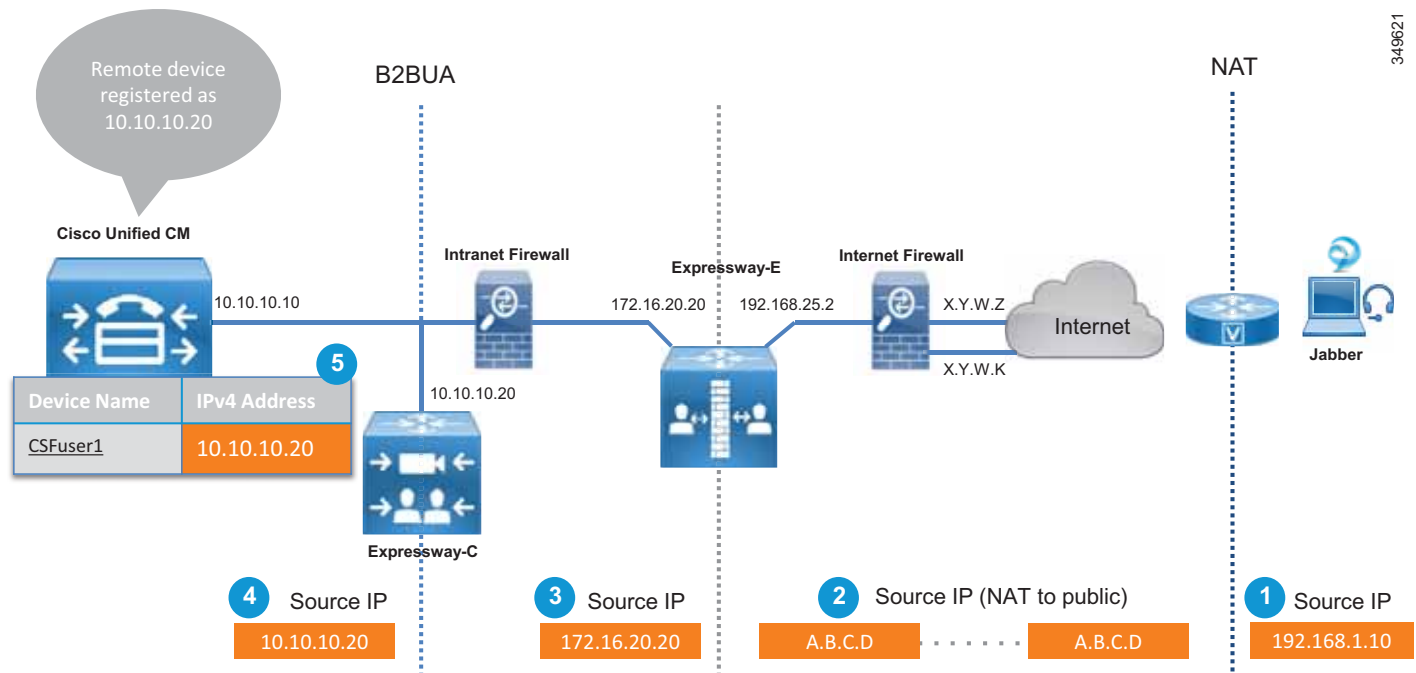 349621
Remote device
registered as
10.10.10.20
B2BUA
NAT
Cisco Unified CM
Intranet Firewall
Expressway-E
Internet Firewall
10.10.10.10
172.16.20.20
192.168.25.2
X.Y.W.Z
Internet
V
Jabber
X.Y.W.K
5
10.10.10.20
Device Name IPv4 Address
CSFuser1 10.10.10.20
Expressway-C
4 Source IP
10.10.10.20
3 Source IP
172.16.20.20
2 Source IP (NAT to public)
A.B.C.D A.B.C.D
1 Source IP
192.168.1.10